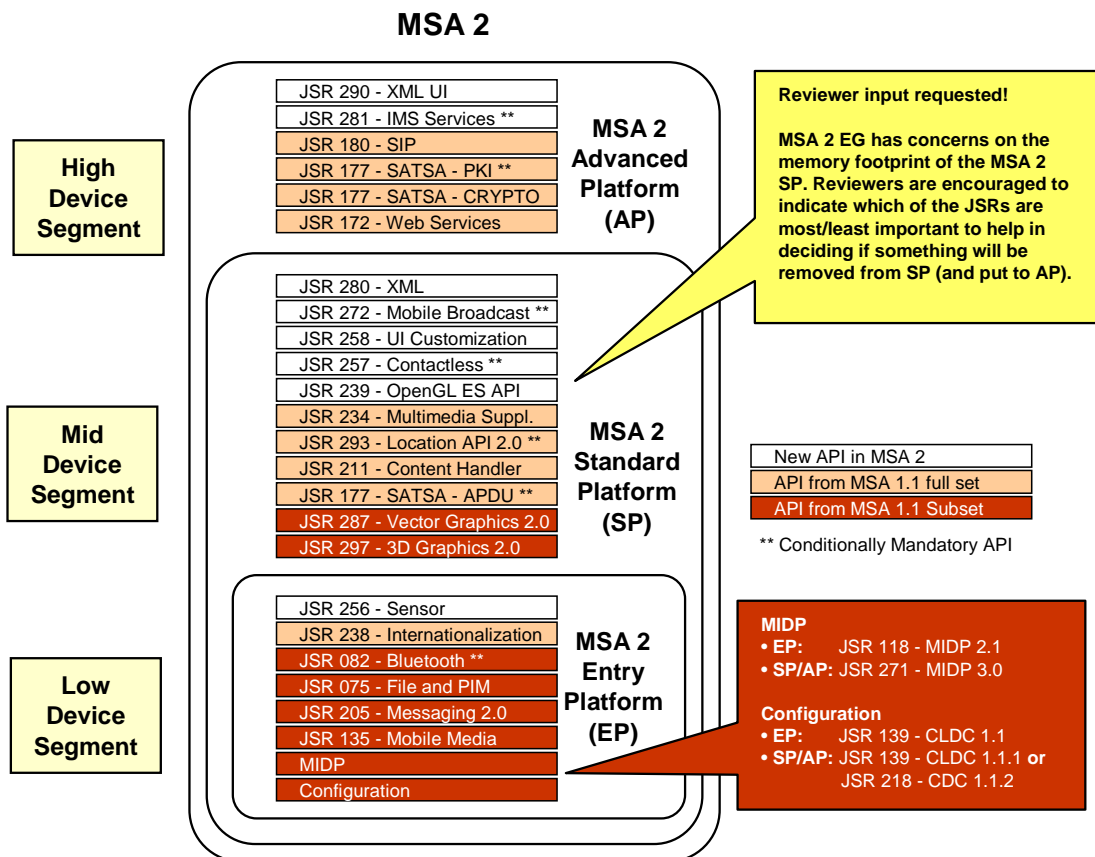 MSA 2
High
Device
Segment
JSR 290 - XML UI
JSR 281 - IMS Services **
JSR 180 - SIP
JSR 177 - SATSA - PKI **
JSR 177 - SATSA - CRYPTO
JSR 172 - Web Services
MSA 2
Advanced
Platform
(AP)
Reviewer input requested!
MSA 2 EG has concerns on the
memory footprint of the MSA 2
SP. Reviewers are encouraged to
indicate which of the JSRs are
most/least important to help in
deciding if something will be
removed from SP (and put to AP).
Mid
Device
Segment
JSR 280 - XML
JSR 272 - Mobile Broadcast **
JSR 258 - UI Customization
JSR 257 - Contactless **
JSR 239 - OpenGL ES API
JSR 234 - Multimedia Suppl.
JSR 293 - Location API 2.0 **
JSR 211 - Content Handler
JSR 177 - SATSA - APDU **
JSR 287 - Vector Graphics 2.0
JSR 297 - 3D Graphics 2.0
MSA 2
Standard
Platform
(SP)
New API in MSA 2
API from MSA 1.1 full set
API from MSA 1.1 Subset
** Conditionally Mandatory API
Low
Device
Segment
JSR 256 - Sensor
JSR 238 - Internationalization
JSR 082 - Bluetooth **
JSR 075 - File and PIM
JSR 205 - Messaging 2.0
JSR 135 - Mobile Media
MIDP
Configuration
MSA 2
Entry
Platform
(EP)
MIDP
• EP: JSR 118 - MIDP 2.1
• SP/AP: JSR 271 - MIDP 3.0
Configuration
• EP: JSR 139 - CLDC 1.1
• SP/AP: JSR 139 - CLDC 1.1.1 or
JSR 218 - CDC 1.1.2